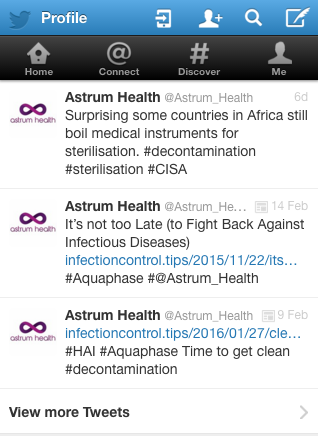 Profile
Home
@
Connect
#
Discover
Me
astrum health
Astrum Health @Astrum_Health 6d
Surprising some countries in Africa still
boil medical instruments for
sterilisation. #decontamination
#sterilisation #CISA
astrum health
Astrum Health @Astrum_He... 14 Feb
It's not too Late (to Fight Back Against
Infectious Diseases)
infectioncontrol.tips/2015/11/22/its...
#Aquaphase #@Astrum_Health
astrum health
Astrum Health @Astrum_Health 9 Feb
infectioncontrol.tips/2016/01/27/cle...
#HAI #Aquaphase Time to get clean
#decontamination
View more Tweets